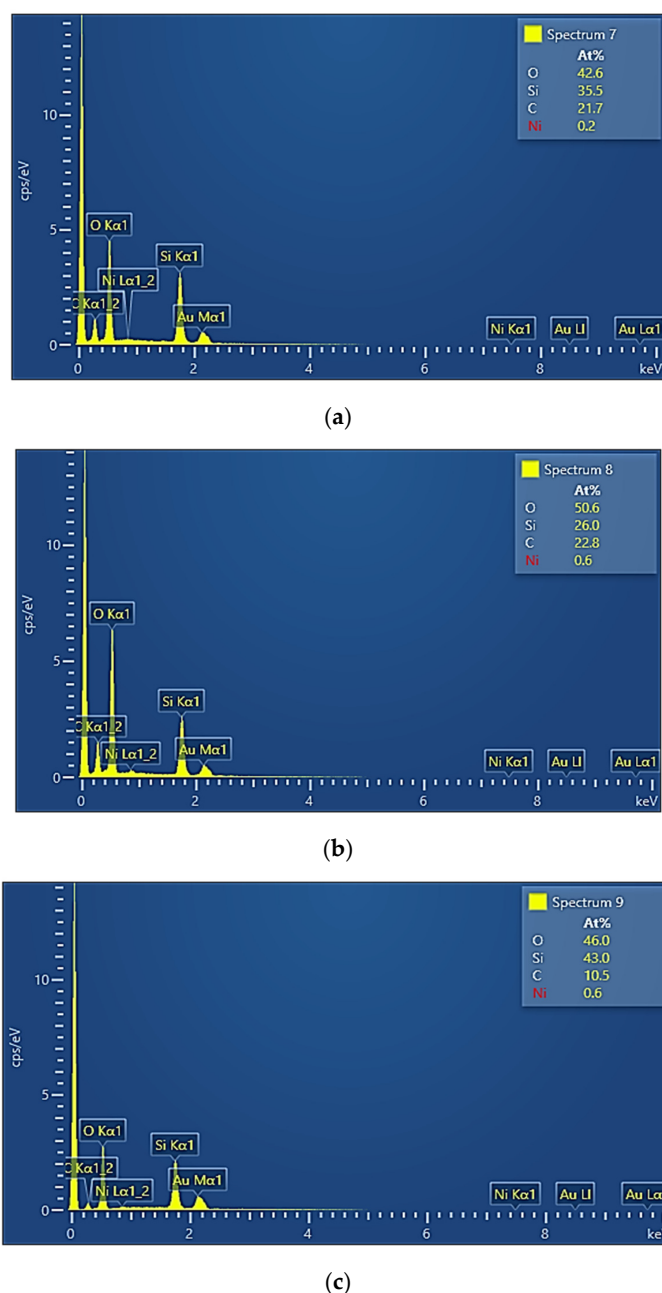 Spectrum 7
At%
O 42.6
Si 35.5
C 21.7
Ni 0.2
cps/eV
10
5
0
O Kα1
Ni Lα1_2
Kα1_2
Si Kα1
Au Mα1
Ni Kα1
Au Ll
Au Lα1
0 2 4 6 8 keV
(a)
Spectrum 8
At%
O 50.6
Si 26.0
C 22.8
Ni 0.6
cps/eV
10
5
0
O Kα1
Kα1_2
Ni Lα1_2
Si Kα1
Au Mα1
Ni Kα1
Au Ll
Au Lα1
0 2 4 6 8 keV
(b)
Spectrum 9
At%
O 46.0
Si 43.0
C 10.5
Ni 0.6
cps/eV
10
5
0
O Kα1
Kα1_2
Ni Lα1_2
Si Kα1
Au Mα1
Ni Kα1
Au Ll
Au Lα
0 2 4 6 8 ke
(c)